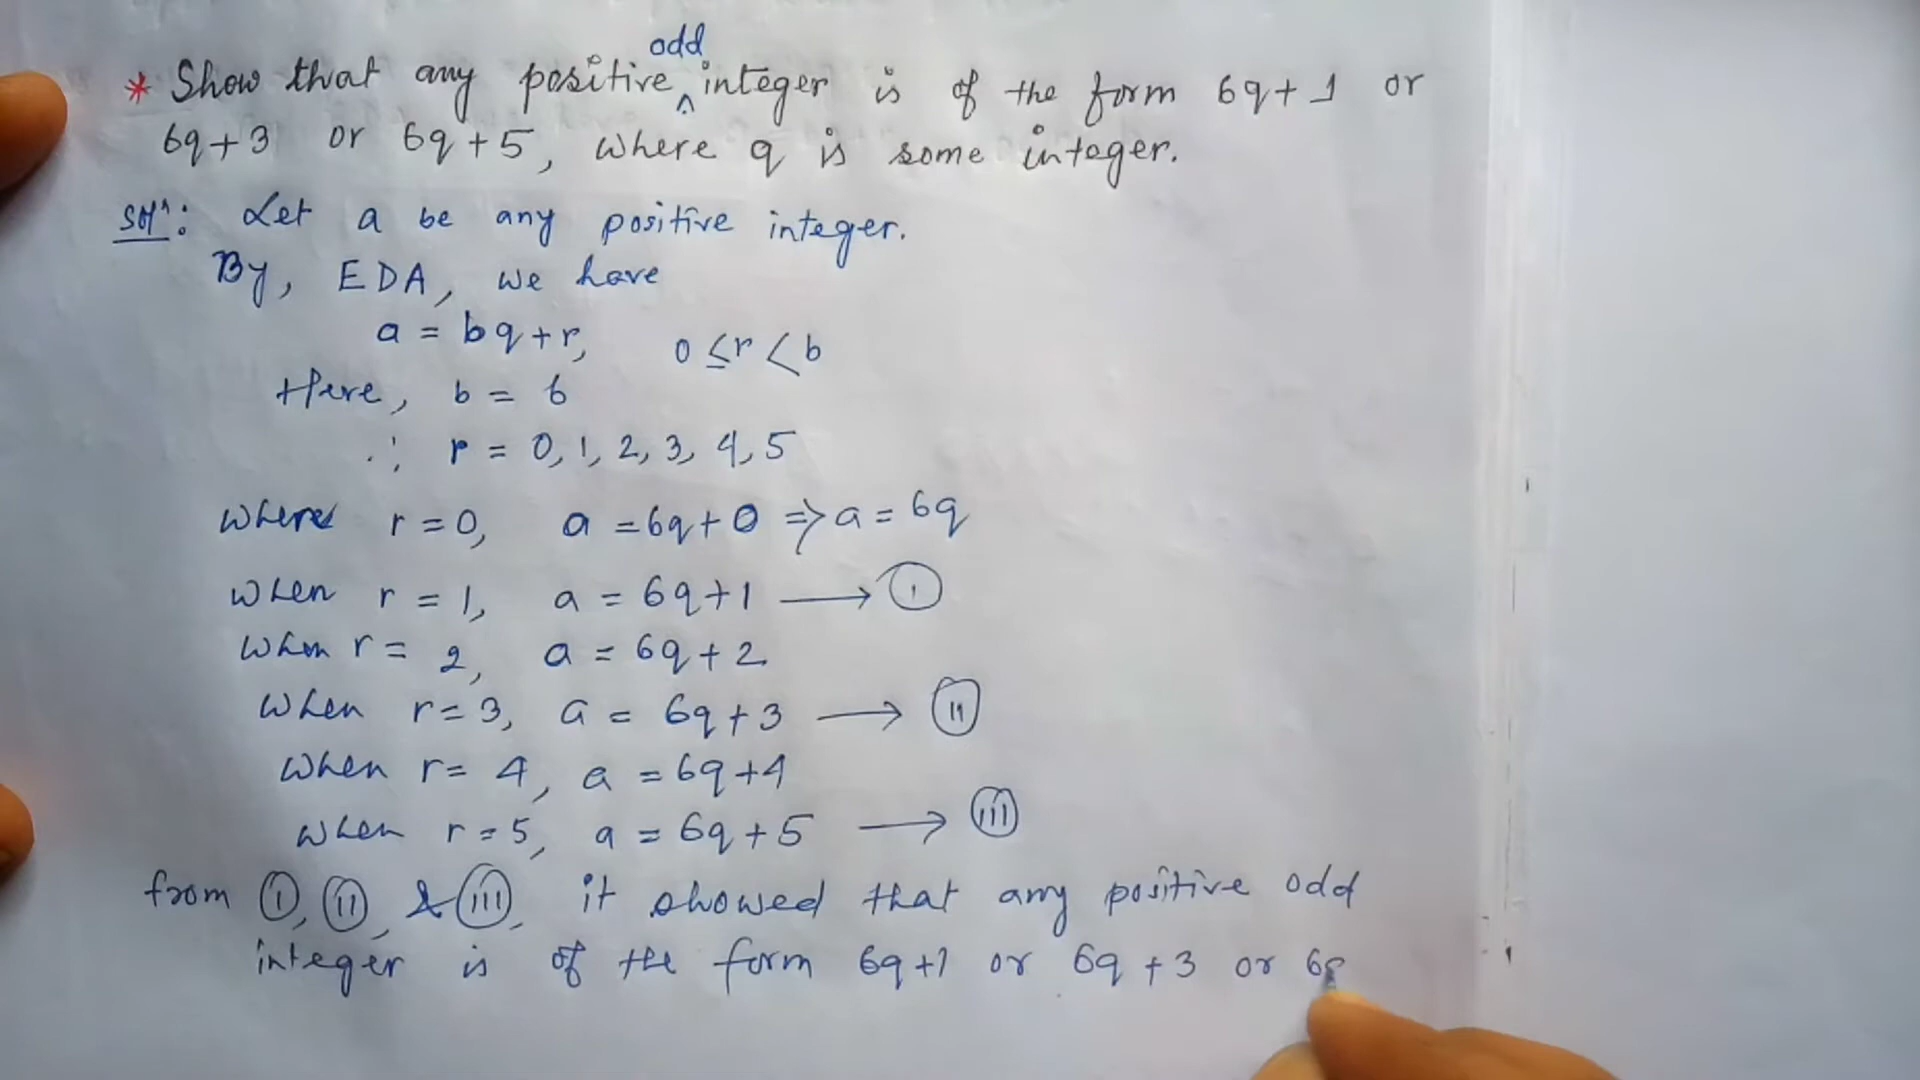 odd
* Show that any positive ^ integer is of the form 6q+1 or
6q+3 or 6q+5, where q is some integer.
Solⁿ: Let a be any positive integer.
By, EDA, we have
a = bq+r, 0 ≤ r < b
Here, b = 6
∴ r = 0, 1, 2, 3, 4, 5
where r = 0, a = 6q+0 ⇒ a = 6q
when r = 1, a = 6q+1 → (i)
when r = 2, a = 6q+2
when r = 3, a = 6q+3 → (ii)
when r = 4, a = 6q+4
when r = 5, a = 6q+5 → (iii)
from (i), (ii), & (iii), it showed that any positive odd
integer is of the form 6q+1 or 6q+3 or 6q